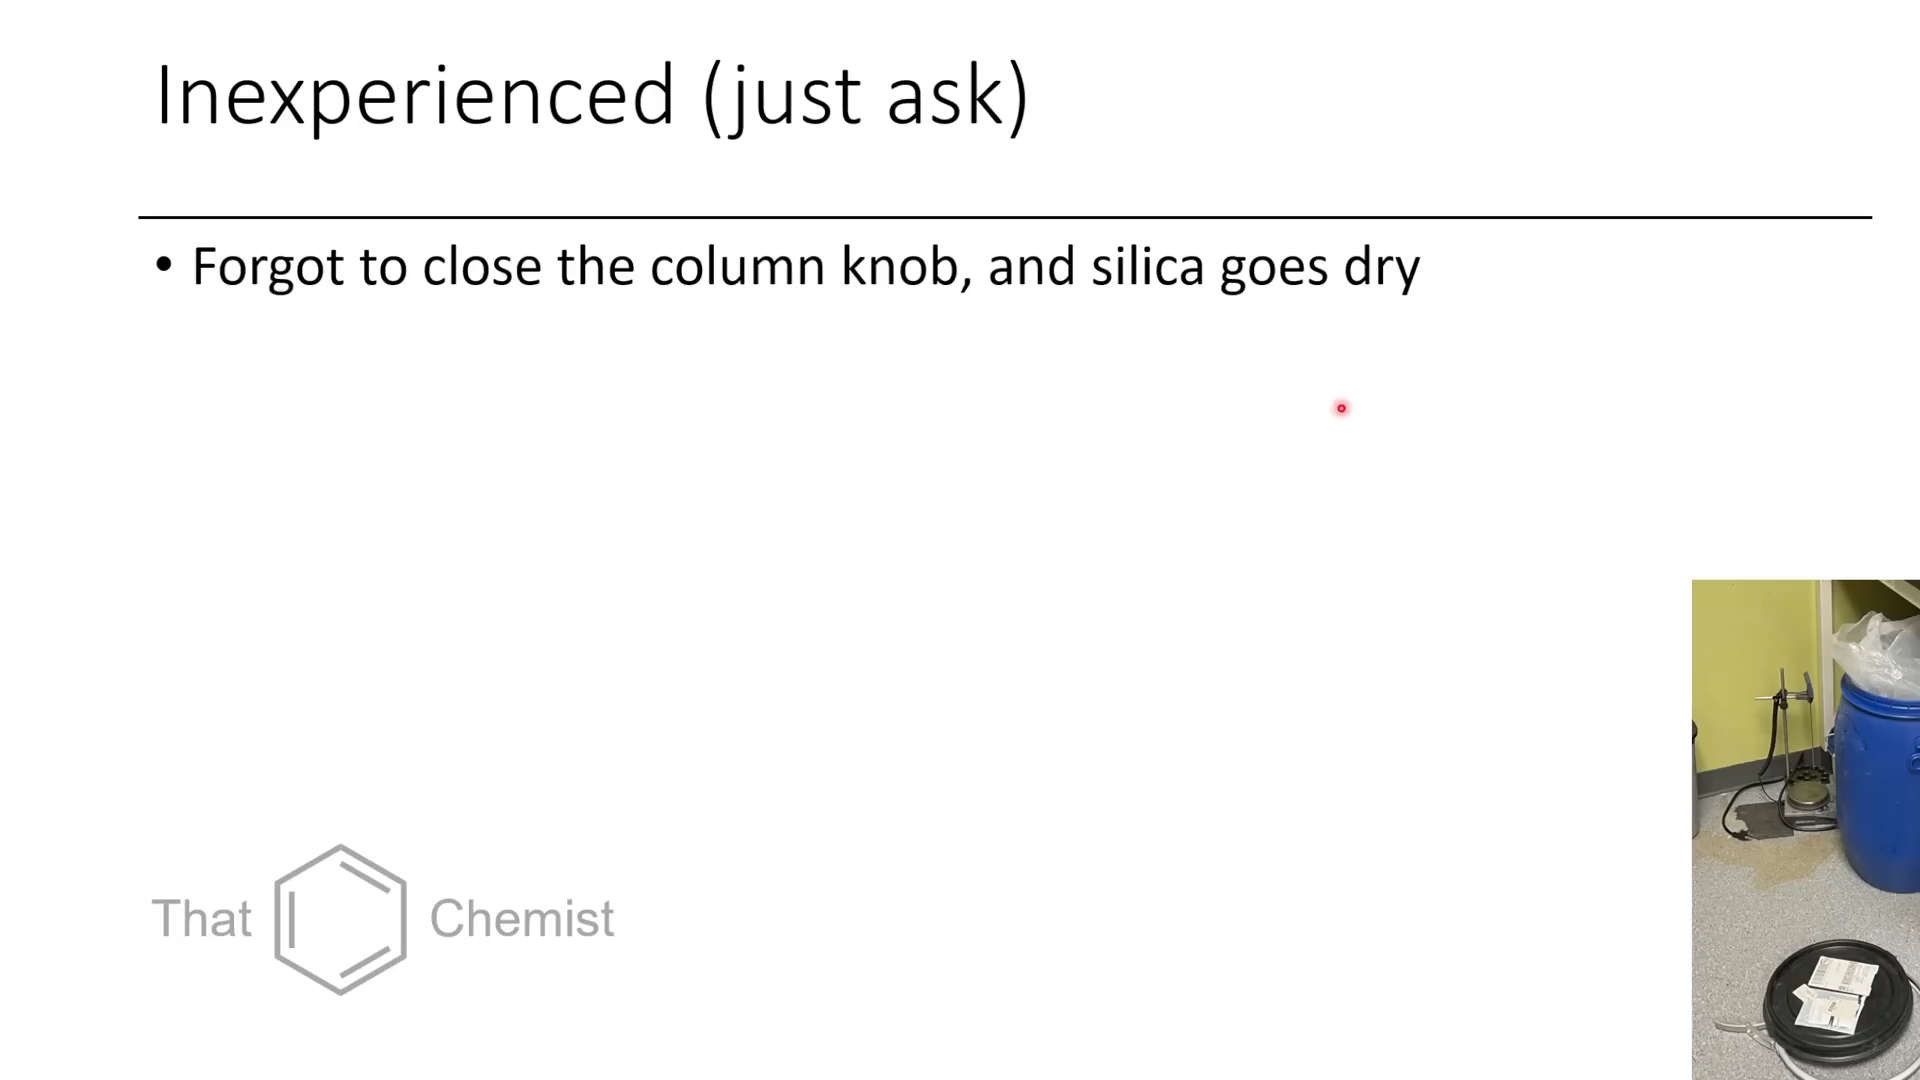 Inexperienced (just ask)
• Forgot to close the column knob, and silica goes dry
That Chemist